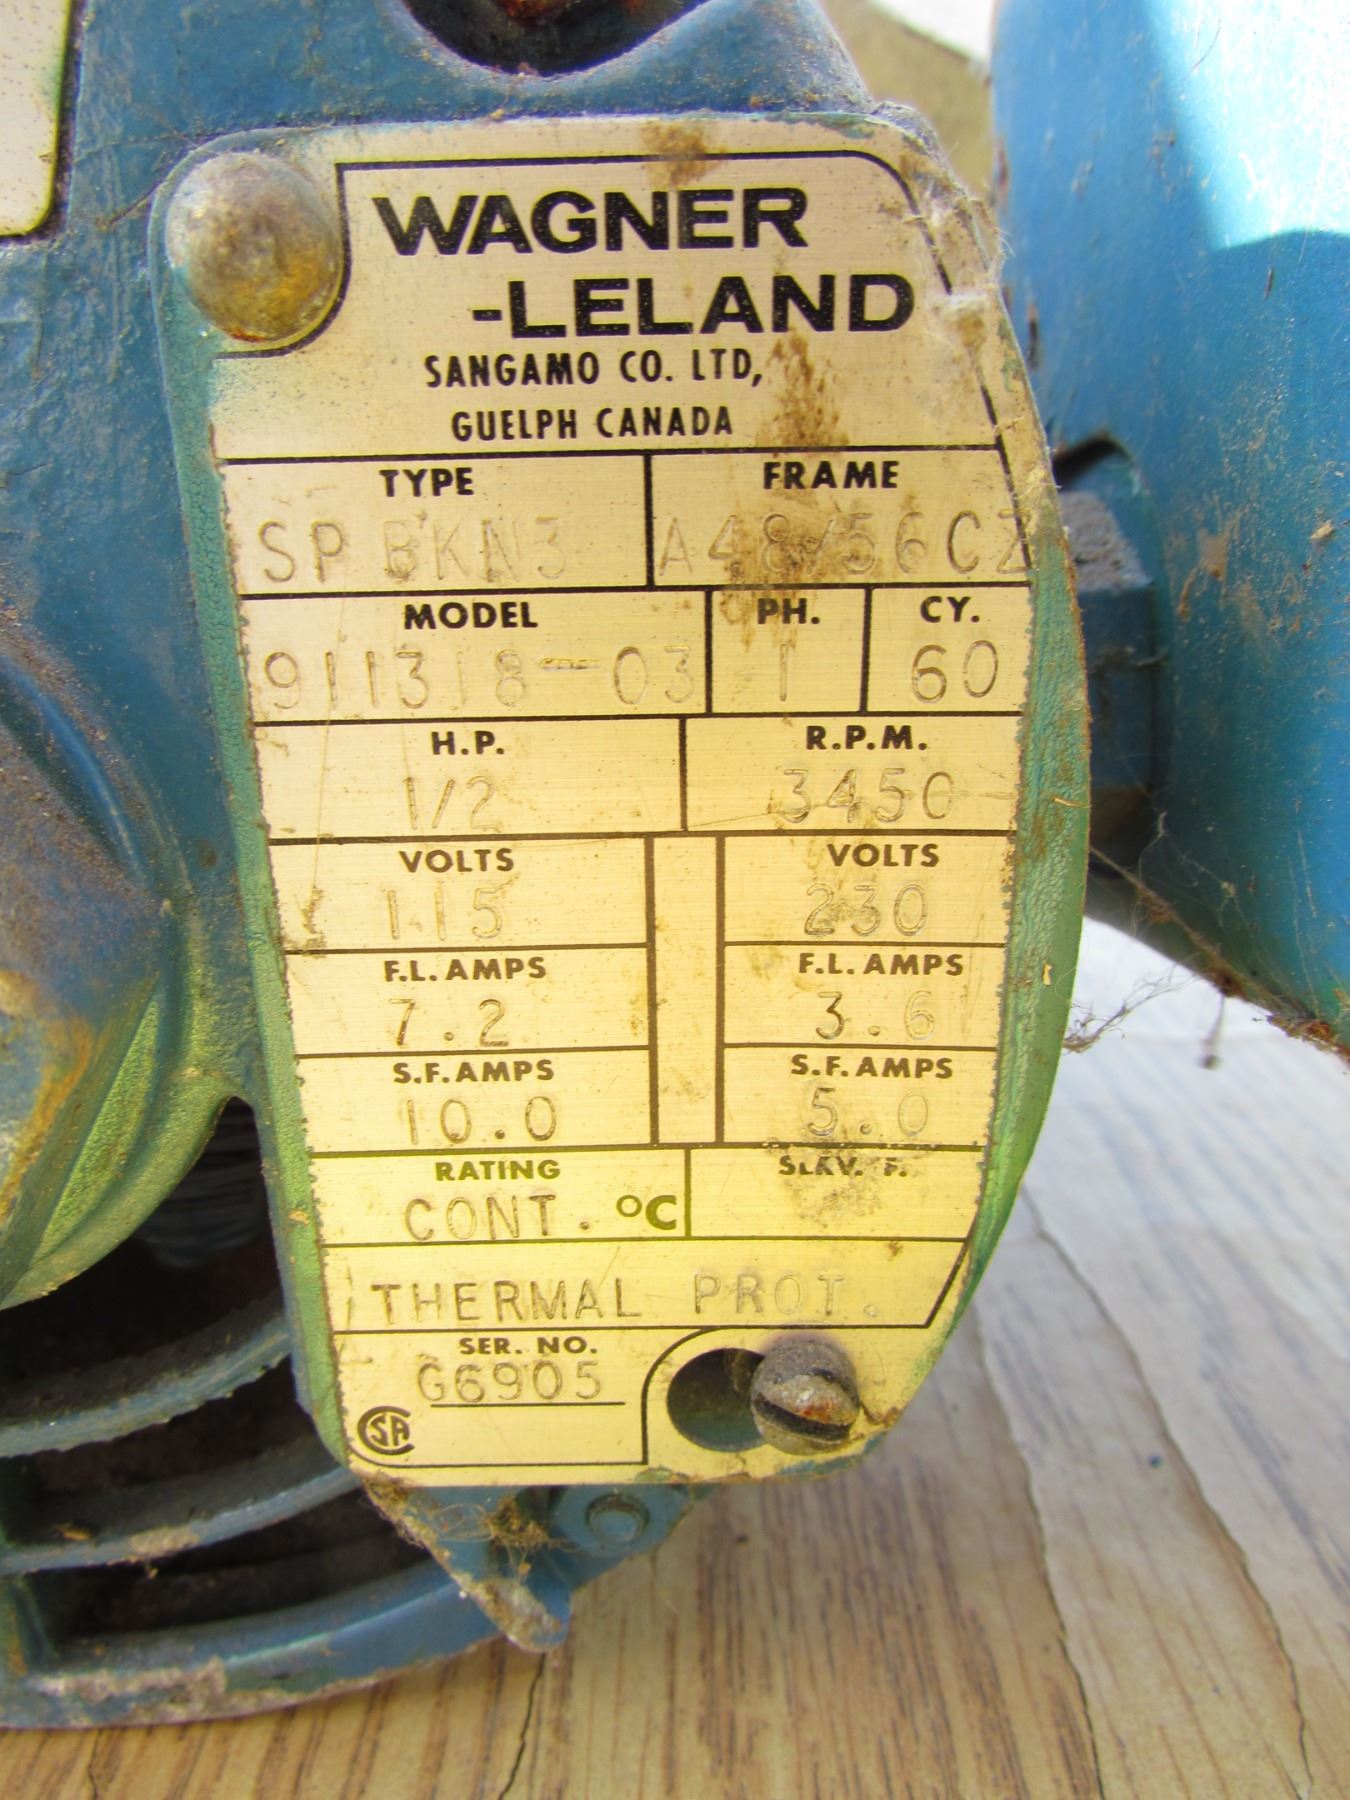 WAGNER
-LELAND
SANGAMO CO. LTD,
GUELPH CANADA
TYPE FRAME
SP BKN3 A48/56CZ
MODEL PH. CY.
911318-03 1 60
H.P. R.P.M.
1/2 3450
VOLTS VOLTS
115 230
F.L. AMPS F.L. AMPS
7.2 3.6
S.F. AMPS S.F. AMPS
10.0 5.0
RATING SERV. F.
CONT. °C
THERMAL PROT.
SER. NO.
G6905
CSA